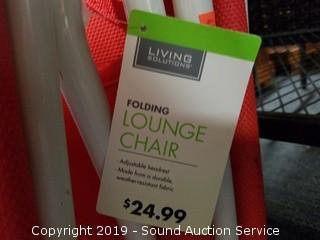 LIVING
SOLUTIONS
FOLDING
LOUNGE
CHAIR
- Adjustable headrest
- Made from a durable,
weather-resistant fabric
$24.99
Copyright 2019 - Sound Auction Service